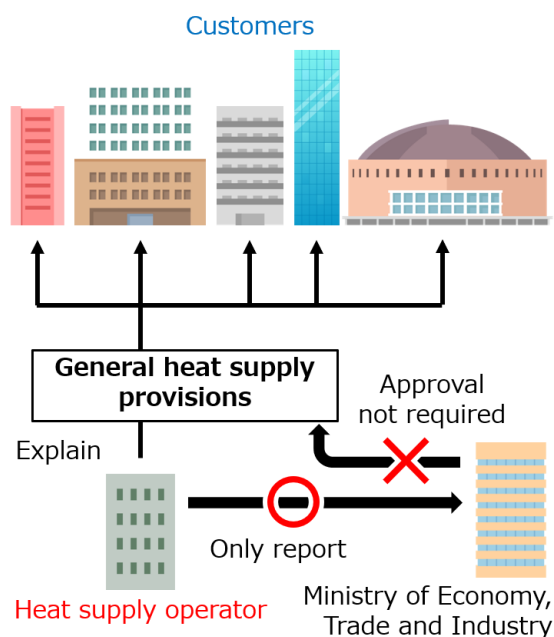 Customers
General heat supply
provisions
Approval
not required
Explain
Only report
Heat supply operator
Ministry of Economy,
Trade and Industry